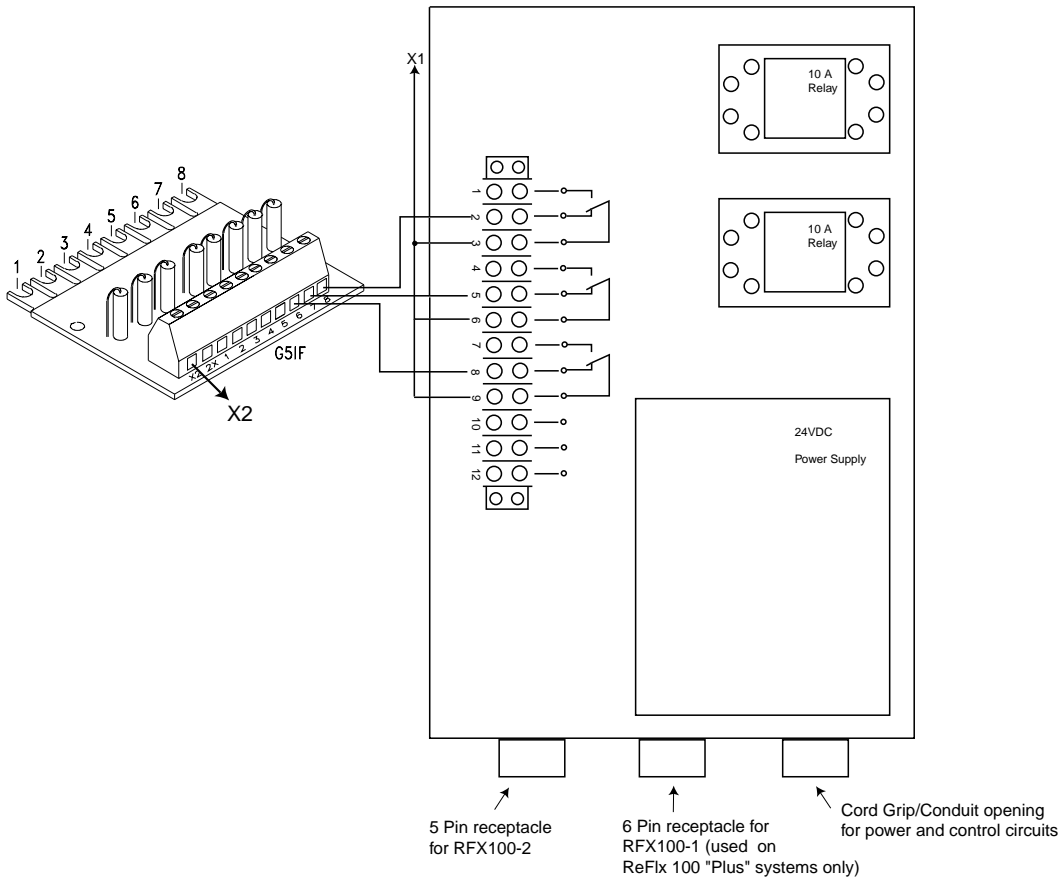 X1
10 A
Relay
10 A
Relay
1
2
3
4
5
6
7
8
1
2
3
4
5
6
7
8
9
10
11
12
X2 2X 1 2 3 4 5 6 7 8
G5IF
X2
24VDC
Power Supply
5 Pin receptacle
for RFX100-2
6 Pin receptacle for
RFX100-1 (used on
ReFlx 100 "Plus" systems only)
Cord Grip/Conduit opening
for power and control circuits